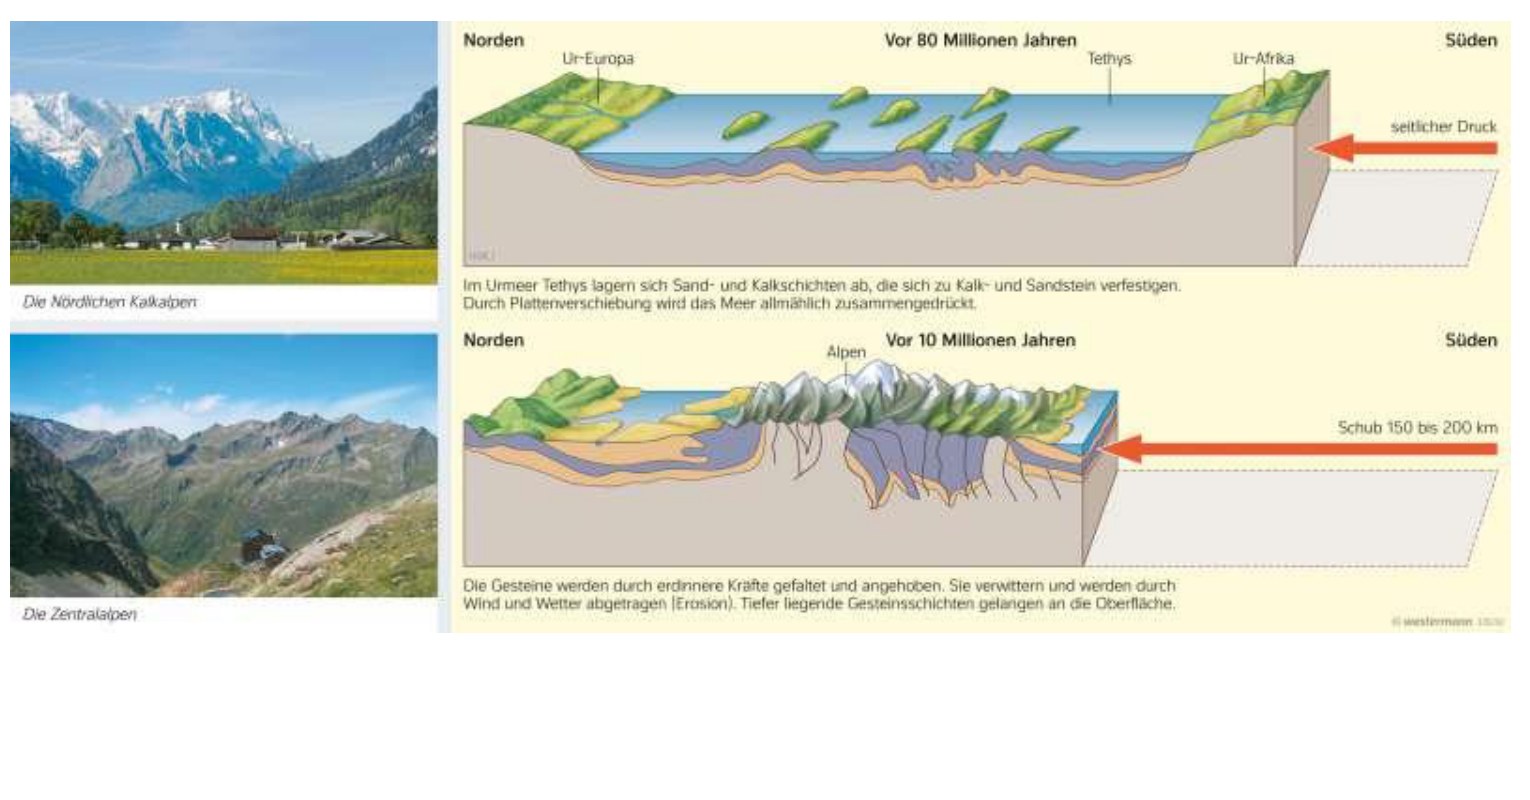 Die Nördlichen Kalkalpen
Die Zentralalpen
Norden
Vor 80 Millionen Jahren
Süden
Ur-Europa
Tethys
Ur-Afrika
seitlicher Druck
Im Urmeer Tethys lagern sich Sand- und Kalkschichten ab, die sich zu Kalk- und Sandstein verfestigen.
Durch Plattenverschiebung wird das Meer allmählich zusammengedrückt.
Norden
Vor 10 Millionen Jahren
Süden
Alpen
Schub 150 bis 200 km
Die Gesteine werden durch erdinnere Kräfte gefaltet und angehoben. Sie verwittern und werden durch
Wind und Wetter abgetragen (Erosion). Tiefer liegende Gesteinsschichten gelangen an die Oberfläche.
© westermann